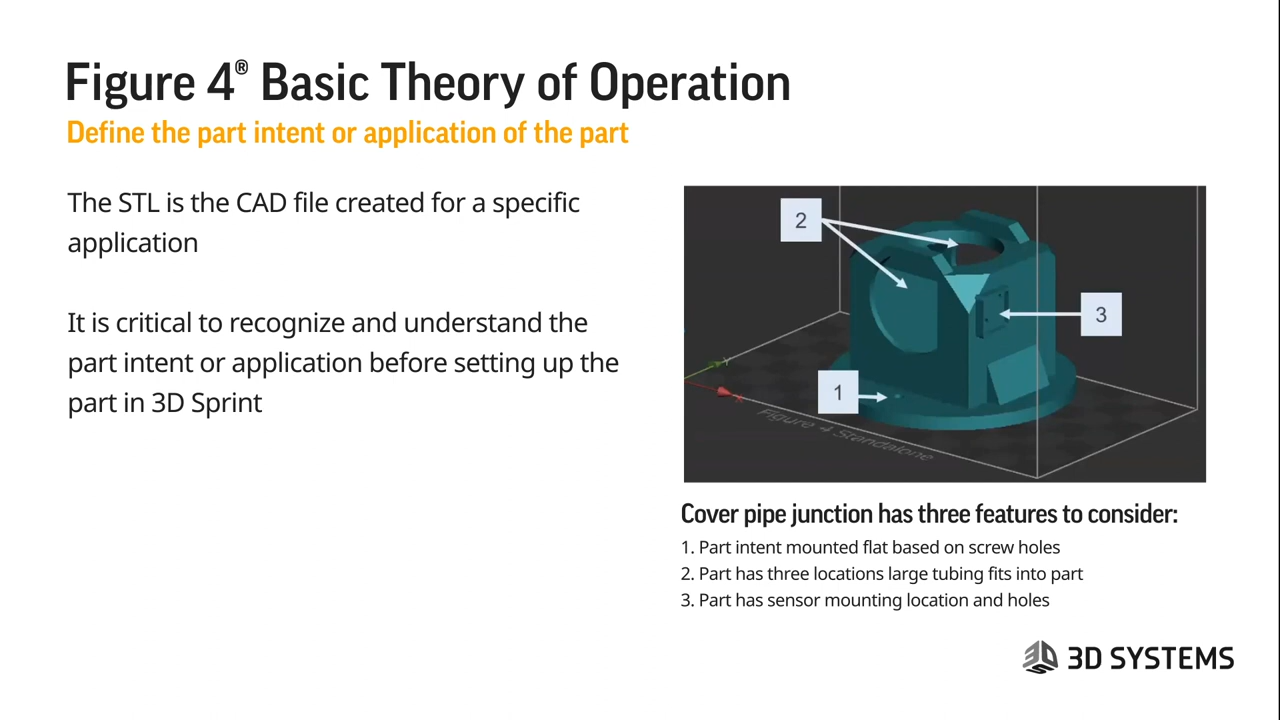 Figure 4® Basic Theory of Operation
Define the part intent or application of the part
The STL is the CAD file created for a specific
application
It is critical to recognize and understand the
part intent or application before setting up the
part in 3D Sprint
2
3
1
Y
X
Figure 4 Standalone
Cover pipe junction has three features to consider:
1. Part intent mounted flat based on screw holes
2. Part has three locations large tubing fits into part
3. Part has sensor mounting location and holes
3D SYSTEMS